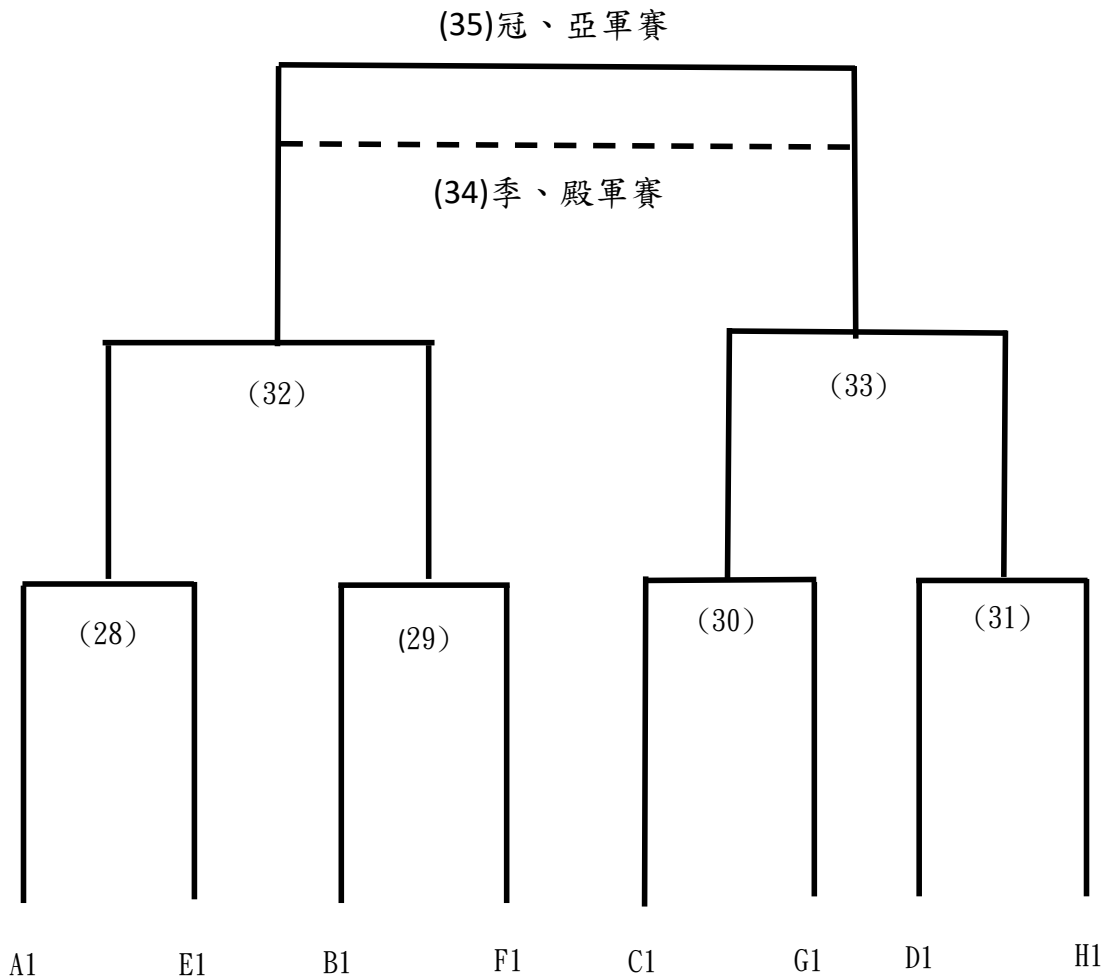 (35)冠、亞軍賽
(34)季、殿軍賽
（32） （33）
（28） (29） （30） （31）
A1 E1 B1 F1 C1 G1 D1 H1